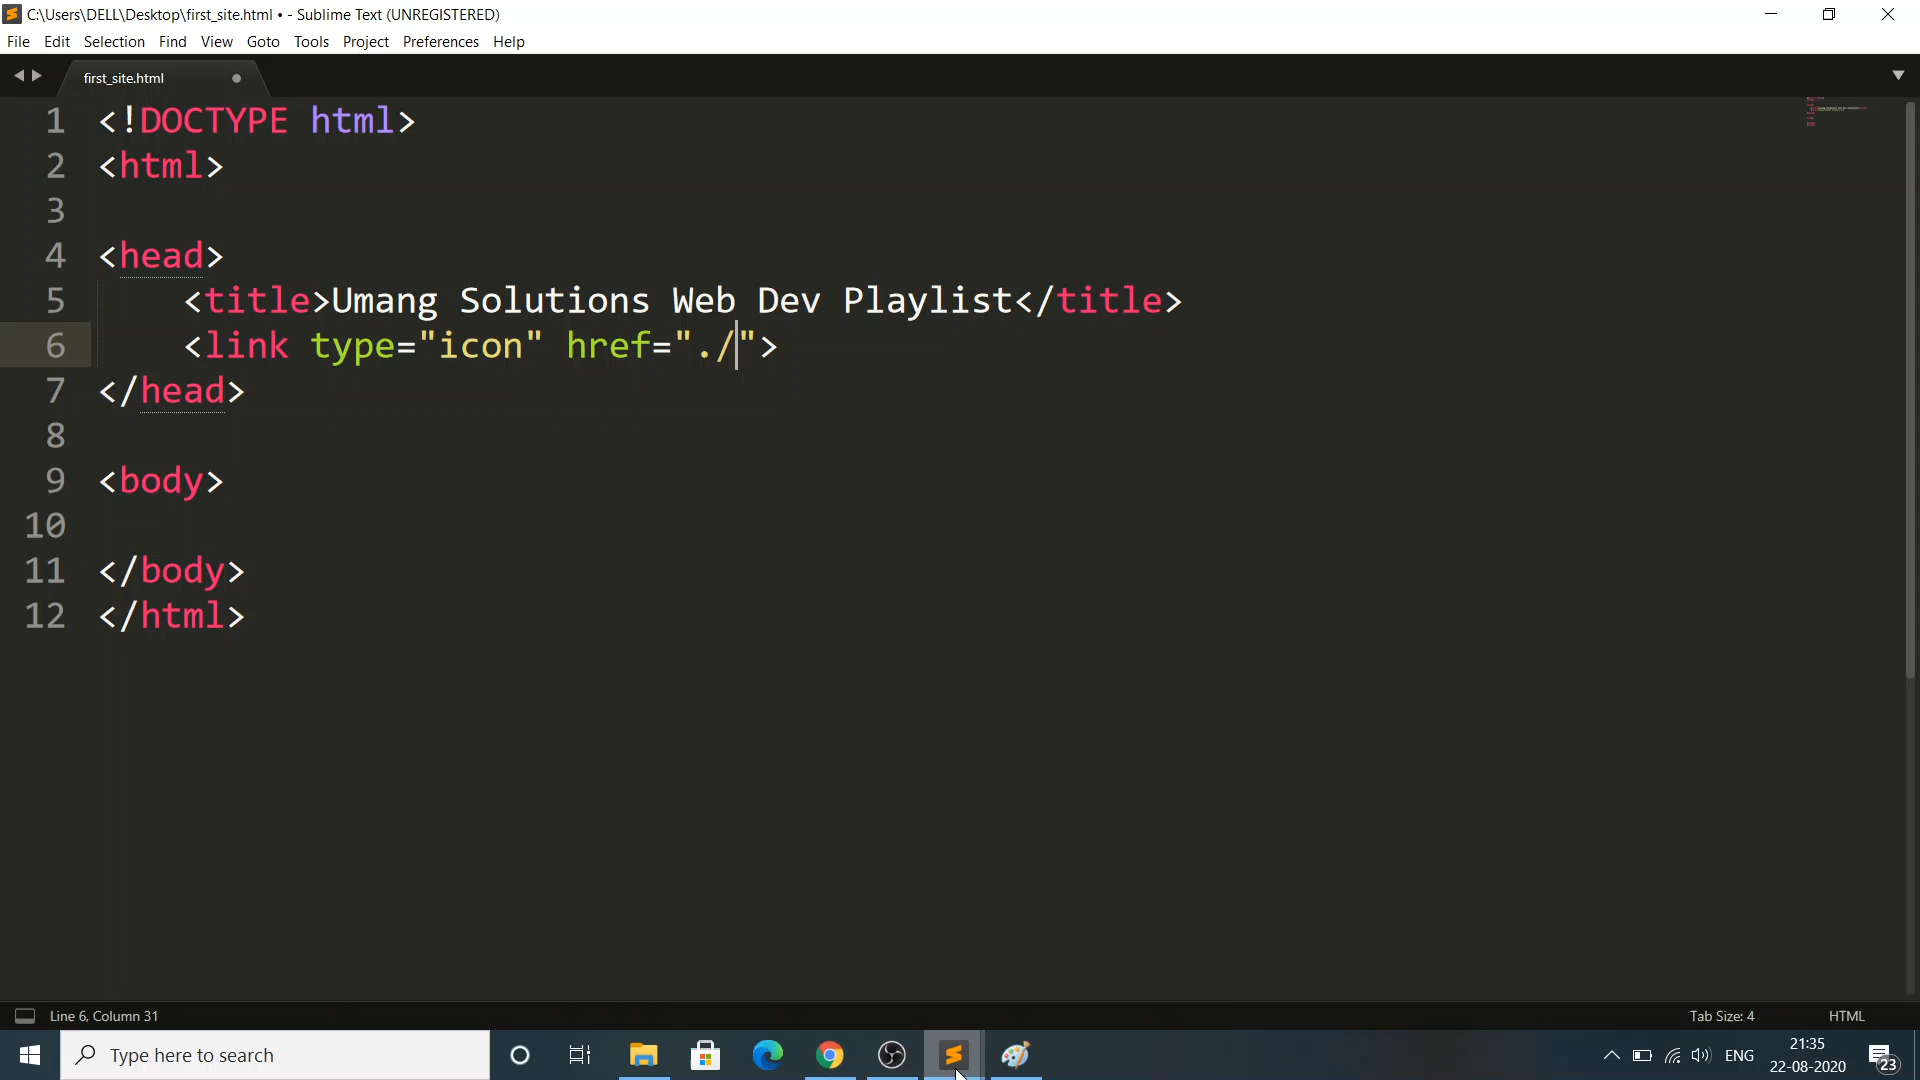 C:\Users\DELL\Desktop\first_site.html • - Sublime Text (UNREGISTERED)
File Edit Selection Find View Goto Tools Project Preferences Help
first_site.html
1 <!DOCTYPE html>
2 <html>
3
4 <head>
5 <title>Umang Solutions Web Dev Playlist</title>
6 <link type="icon" href="./">
7 </head>
8
9 <body>
10
11 </body>
12 </html>
Line 6, Column 31 Tab Size: 4 HTML
Type here to search ENG 21:35
22-08-2020 23